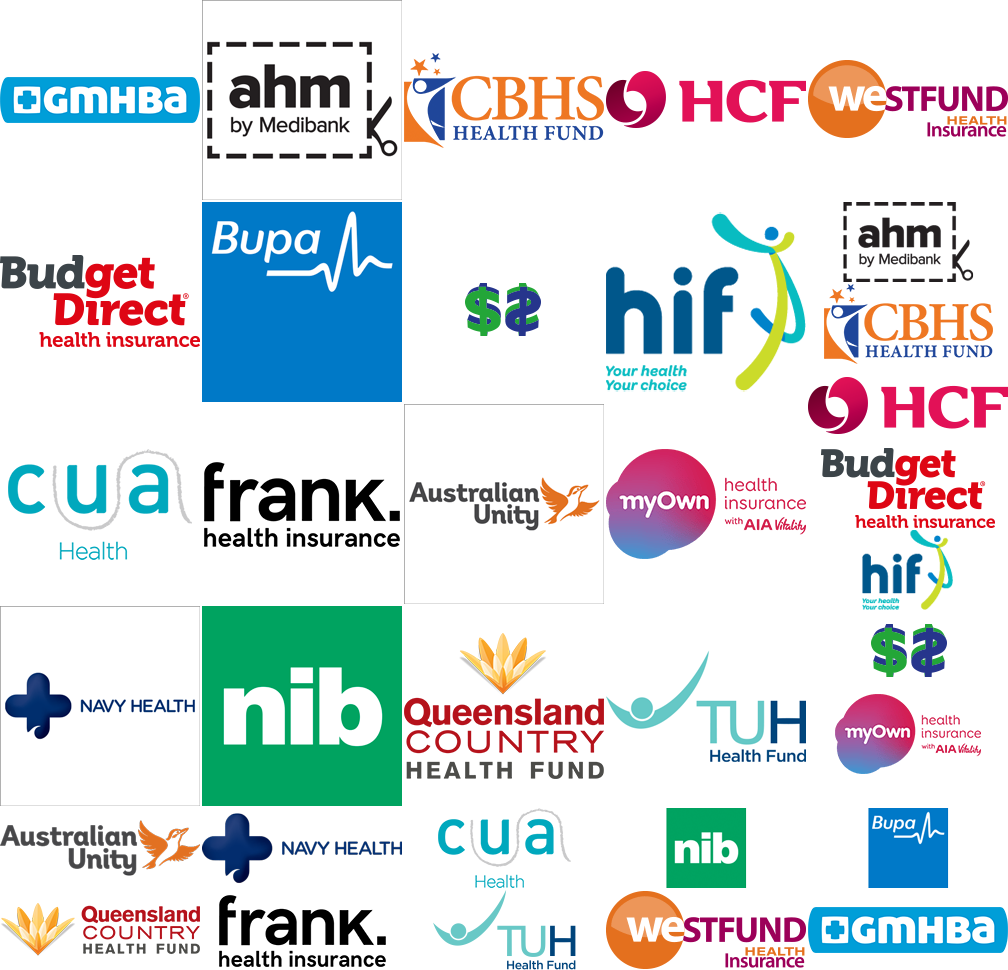 GMHBa
ahm
by Medibank
CBHS
HEALTH FUND
HCF
weSTFUND
HEALTH
Insurance
Budget
Direct®
health insurance
Bupa
$$
hif
Your health
Your choice
ahm
by Medibank
CBHS
HEALTH FUND
HCF
Budget
Direct®
health insurance
hif
Your health
Your choice
$$
cua
Health
frank.
health insurance
Australian
Unity
myOwn
health
insurance
with AIA Vitality
NAVY HEALTH
nib
Queensland
COUNTRY
HEALTH FUND
TUH
Health Fund
myOwn
health
insurance
with AIA Vitality
Australian
Unity
NAVY HEALTH
cua
Health
nib
Bupa
Queensland
COUNTRY
HEALTH FUND
frank.
health insurance
TUH
Health Fund
weSTFUND
HEALTH
Insurance
GMHBa